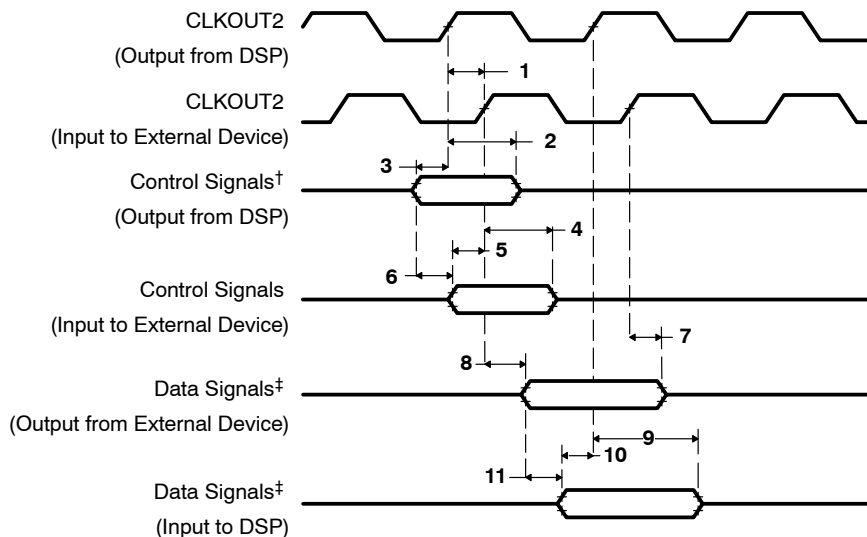 CLKOUT2
(Output from DSP)
1
CLKOUT2
(Input to External Device)
2
3
Control Signals†
(Output from DSP)
4
5
6
Control Signals
(Input to External Device)
7
8
Data Signals‡
(Output from External Device)
9
10
11
Data Signals‡
(Input to DSP)